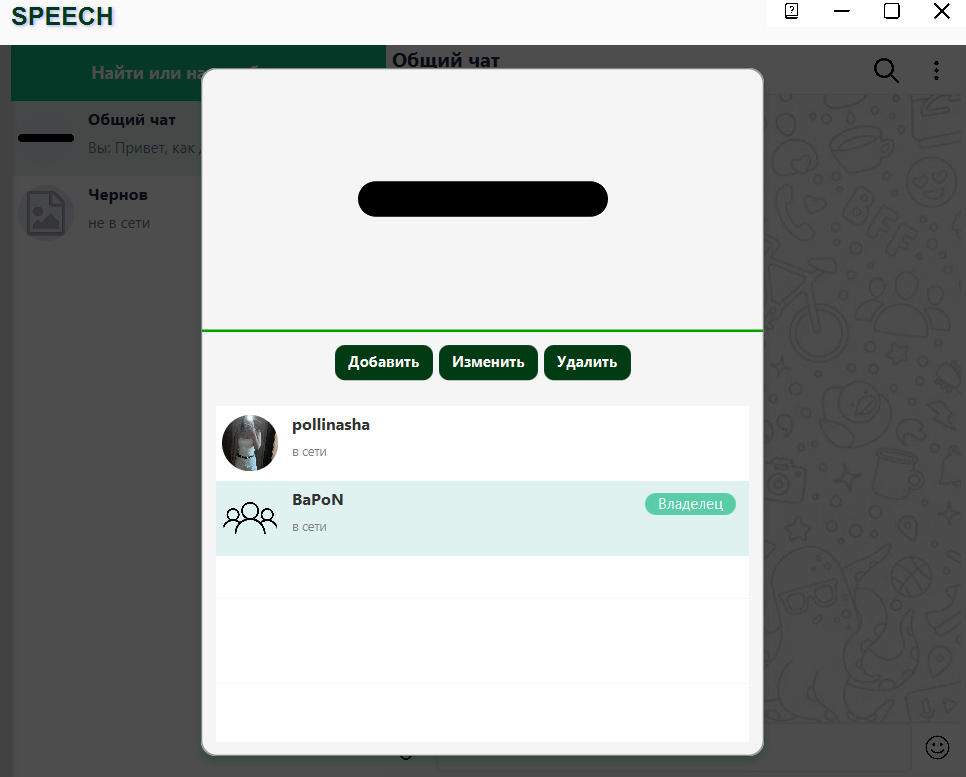 SPEECH
Найти или на
Общий чат
Общий чат
Вы: Привет, как
Чернов
не в сети
Добавить Изменить Удалить
pollinasha
в сети
BaPoN
Владелец
в сети